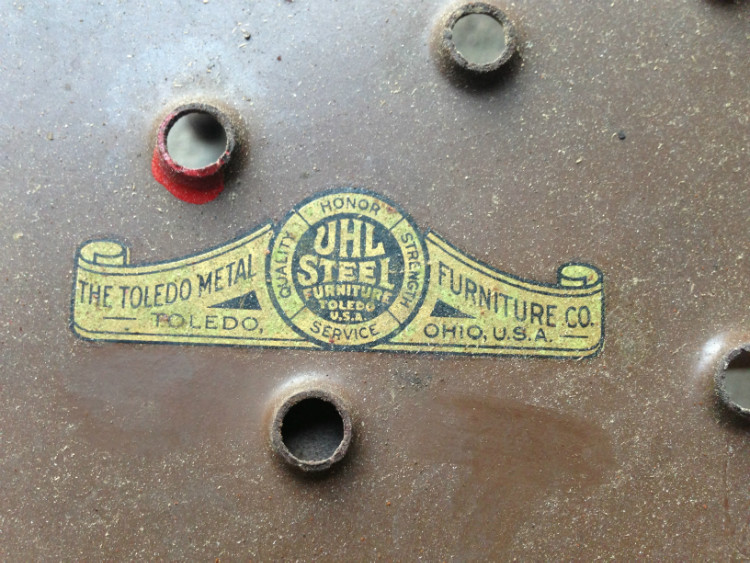 HONOR
QUALITY
STRENGTH
SERVICE
UHL
STEEL
FURNITURE
TOLEDO
U.S.A.
THE TOLEDO METAL FURNITURE CO.
TOLEDO, OHIO, U.S.A.